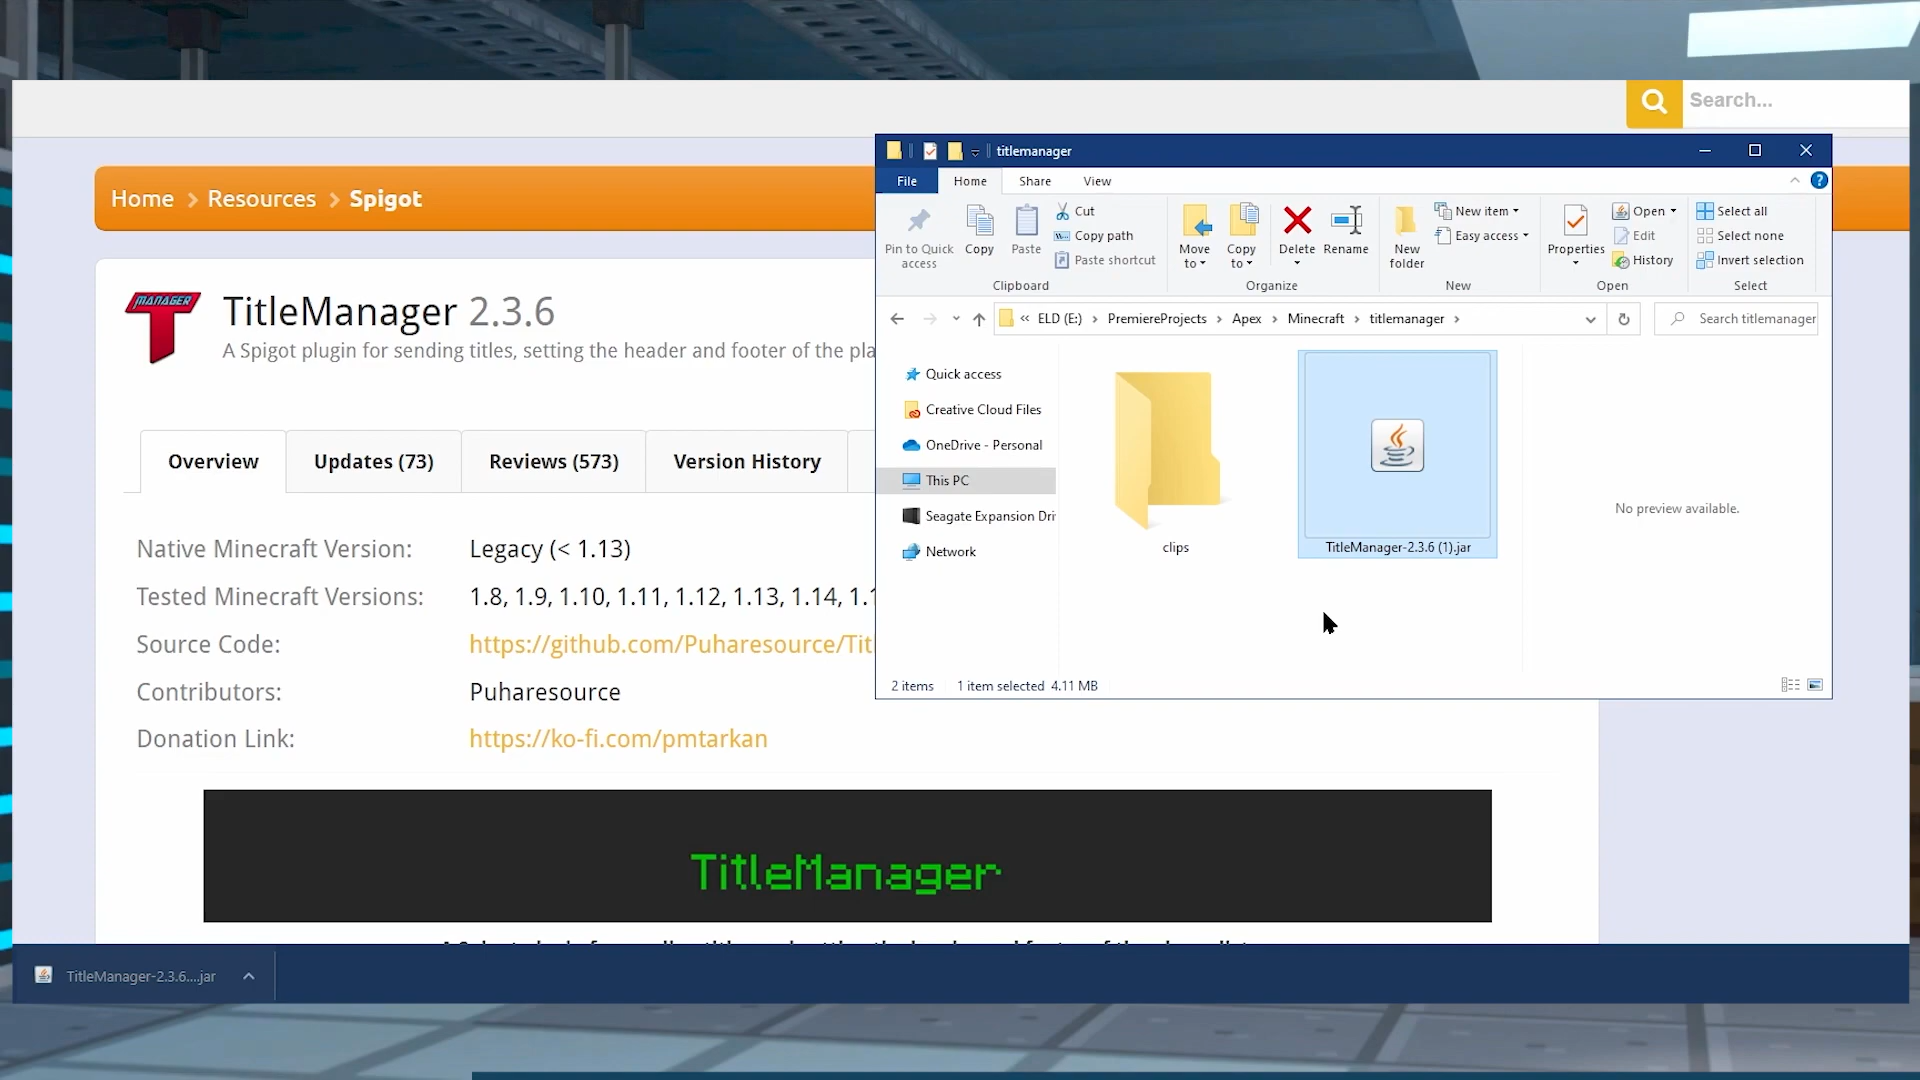 Search...
Home
Resources
Spigot
MANAGER
TitleManager 2.3.6
A Spigot plugin for sending titles, setting the header and footer of the pla
Overview
Updates (73)
Reviews (573)
Version History
Native Minecraft Version:
Legacy (< 1.13)
Tested Minecraft Versions:
1.8, 1.9, 1.10, 1.11, 1.12, 1.13, 1.14, 1.1
Source Code:
https://github.com/Puharesource/Tit
Contributors:
Puharesource
Donation Link:
https://ko-fi.com/pmtarkan
TitleManager
titlemanager
File
Home
Share
View
Pin to Quick
access
Copy
Paste
Cut
Copy path
Paste shortcut
Clipboard
Move
to
Copy
to
Delete
Rename
Organize
New
folder
New item
Easy access
New
Properties
Open
Edit
History
Open
Select all
Select none
Invert selection
Select
« ELD (E:) > PremiereProjects > Apex > Minecraft > titlemanager >
Search titlemanager
Quick access
Creative Cloud Files
OneDrive - Personal
This PC
Seagate Expansion Dri
Network
clips
TitleManager-2.3.6 (1).jar
No preview available.
2 items
1 item selected 4.11 MB
TitleManager-2.3.6....jar